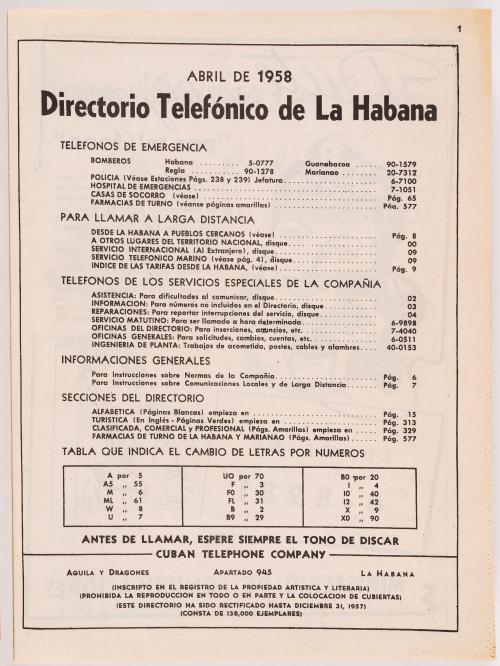 1
ABRIL DE 1958
Directorio Telefónico de La Habana
TELEFONOS DE EMERGENCIA
BOMBEROS Habana .......... 5-0777 Guanabacoa ..... 90-1579
Regla .......... 90-1278 Marianao ....... 20-7312
POLICIA (Véase Estaciones Págs. 238 y 239) Jefatura .......... 6-7100
HOSPITAL DE EMERGENCIAS .......... 7-1051
CASAS DE SOCORRO (véase) .......... Pág. 65
FARMACIAS DE TURNO (véanse páginas amarillas) .......... Pág. 577
PARA LLAMAR A LARGA DISTANCIA
DESDE LA HABANA A PUEBLOS CERCANOS (véase) .......... Pág. 8
A OTROS LUGARES DEL TERRITORIO NACIONAL, disque .......... 00
SERVICIO INTERNACIONAL (Al Extranjero), disque .......... 09
SERVICIO TELEFONICO MARINO (véase pág. 4), disque .......... 09
INDICE DE LAS TARIFAS DESDE LA HABANA, (véase) .......... Pág. 9
TELEFONOS DE LOS SERVICIOS ESPECIALES DE LA COMPAÑIA
ASISTENCIA: Para dificultades al comunicar, disque .......... 02
INFORMACION: Para números no incluídos en el Directorio, disque .......... 03
REPARACIONES: Para reportar interrupciones del servicio, disque .......... 04
SERVICIO MATUTINO: Para ser llamado a hora determinada .......... 6-9898
OFICINAS DEL DIRECTORIO: Para inserciones, anuncios, etc. .......... 7-4040
OFICINAS GENERALES: Para solicitudes, cambios, cuentas, etc. .......... 6-0511
INGENIERIA DE PLANTA: Trabajos de acometida, postes, cables y alambres .... 40-0153
INFORMACIONES GENERALES
Para Instrucciones sobre Normas de la Compañía .......... Pág. 6
Para Instrucciones sobre Comunicaciones Locales y de Larga Distancia .......... Pág. 7
SECCIONES DEL DIRECTORIO
ALFABETICA (Páginas Blancas) empieza en .......... Pág. 15
TURISTICA (En Inglés - Páginas Verdes) empieza en .......... Pág. 313
CLASIFICADA, COMERCIAL y PROFESIONAL (Págs. Amarillas) empieza en .......... Pág. 329
FARMACIAS DE TURNO DE LA HABANA Y MARIANAO (Págs. Amarillas) .......... Pág. 577
TABLA QUE INDICA EL CAMBIO DE LETRAS POR NUMEROS
A por 5 UO por 70 B0 por 20
A5 ,, 55 F ,, 3 I ,, 4
M ,, 6 F0 ,, 30 I0 ,, 40
ML ,, 61 FL ,, 31 I2 ,, 42
W ,, 8 B ,, 2 X ,, 9
U ,, 7 B9 ,, 29 X0 ,, 90
ANTES DE LLAMAR, ESPERE SIEMPRE EL TONO DE DISCAR
CUBAN TELEPHONE COMPANY
AGUILA Y DRAGONES APARTADO 945 LA HABANA
(INSCRIPTO EN EL REGISTRO DE LA PROPIEDAD ARTISTICA Y LITERARIA)
(PROHIBIDA LA REPRODUCCION EN TODO O EN PARTE Y LA COLOCACION DE CUBIERTAS)
(ESTE DIRECTORIO HA SIDO RECTIFICADO HASTA DICIEMBRE 31, 1957)
(CONSTA DE 138,000 EJEMPLARES)